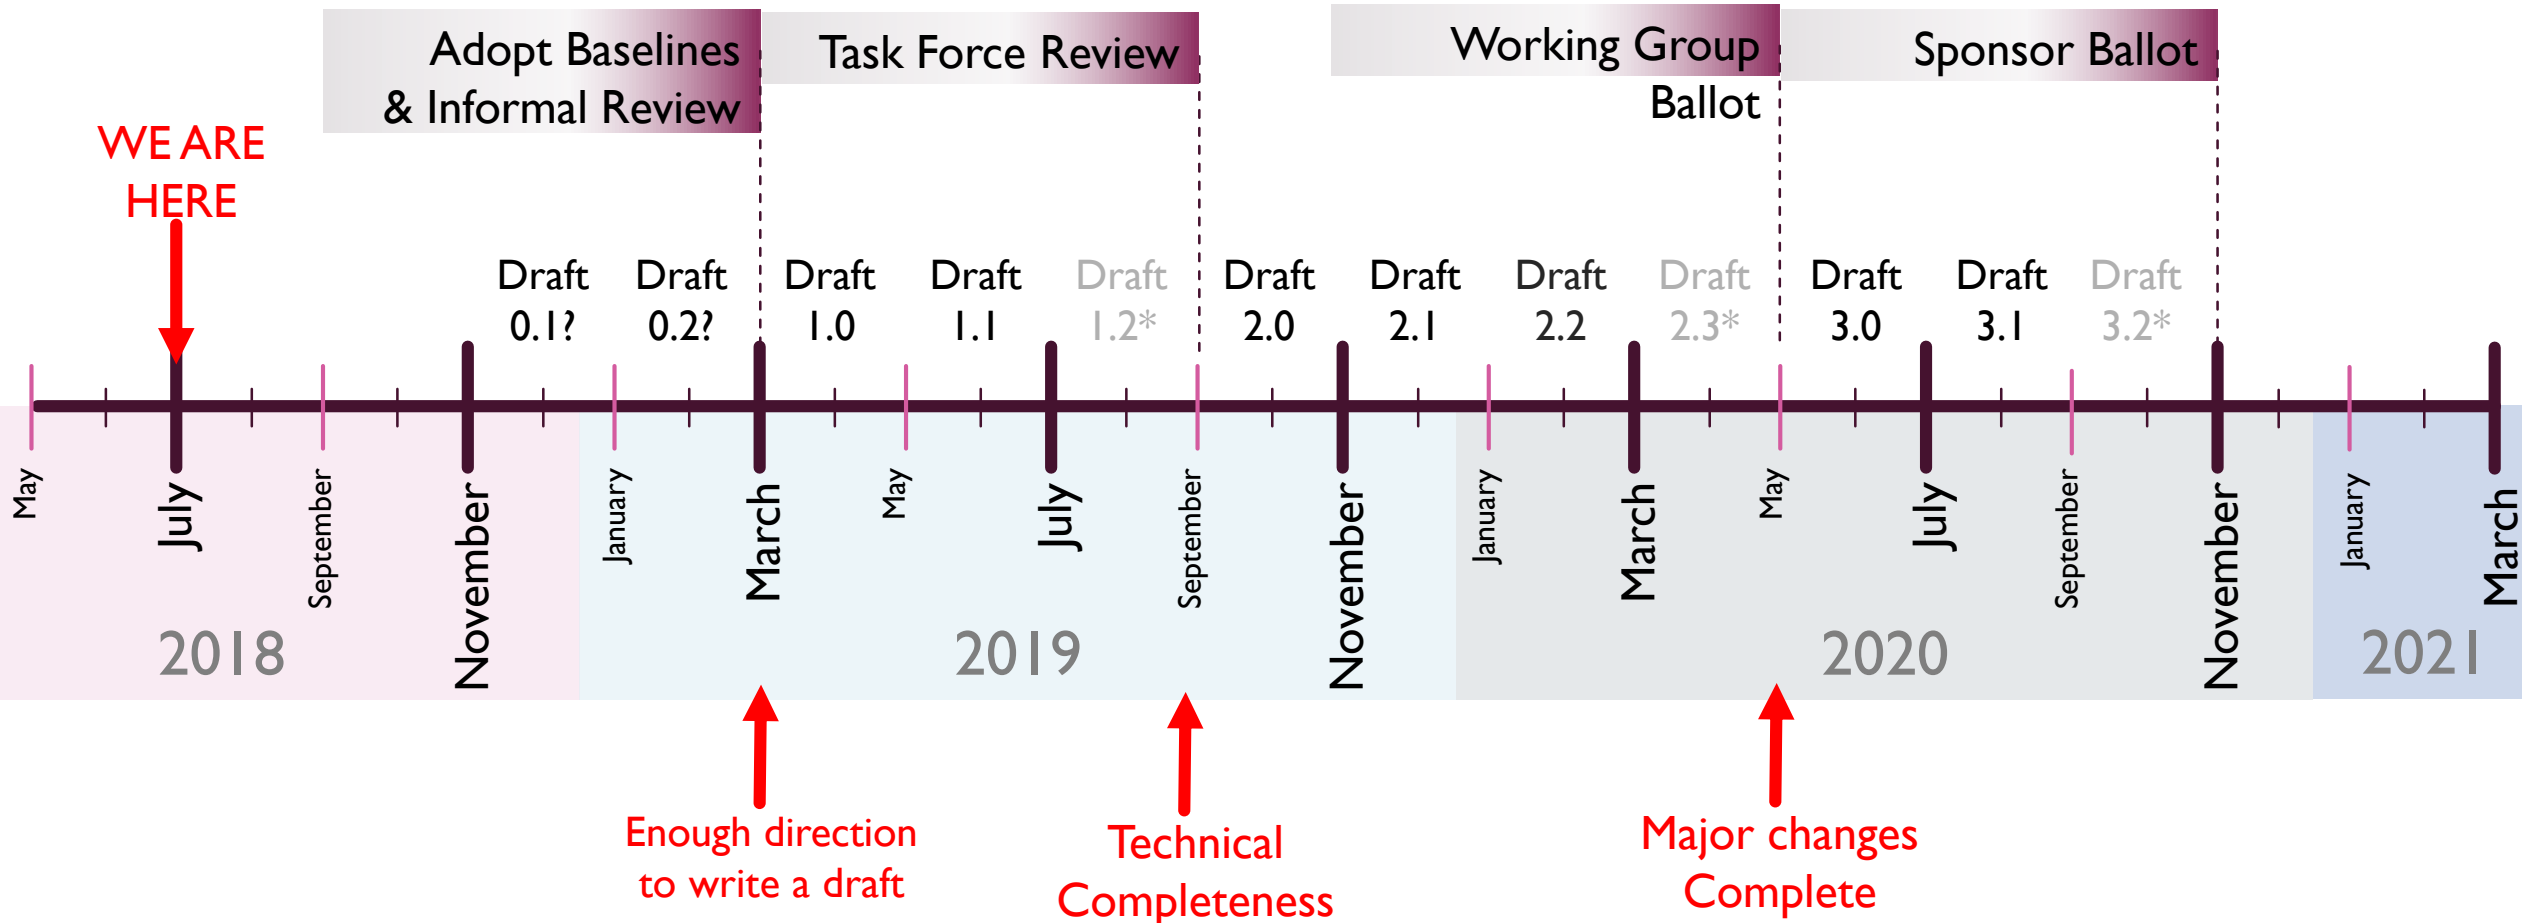 Adopt Baselines
& Informal Review
Task Force Review
Working Group
Ballot
Sponsor Ballot
WE ARE
HERE
Draft
0.1?
Draft
0.2?
Draft
1.0
Draft
1.1
Draft
1.2*
Draft
2.0
Draft
2.1
Draft
2.2
Draft
2.3*
Draft
3.0
Draft
3.1
Draft
3.2*
May
July
September
November
January
March
May
July
September
November
January
March
May
July
September
November
January
March
2018
2019
2020
2021
Enough direction
to write a draft
Technical
Completeness
Major changes
Complete